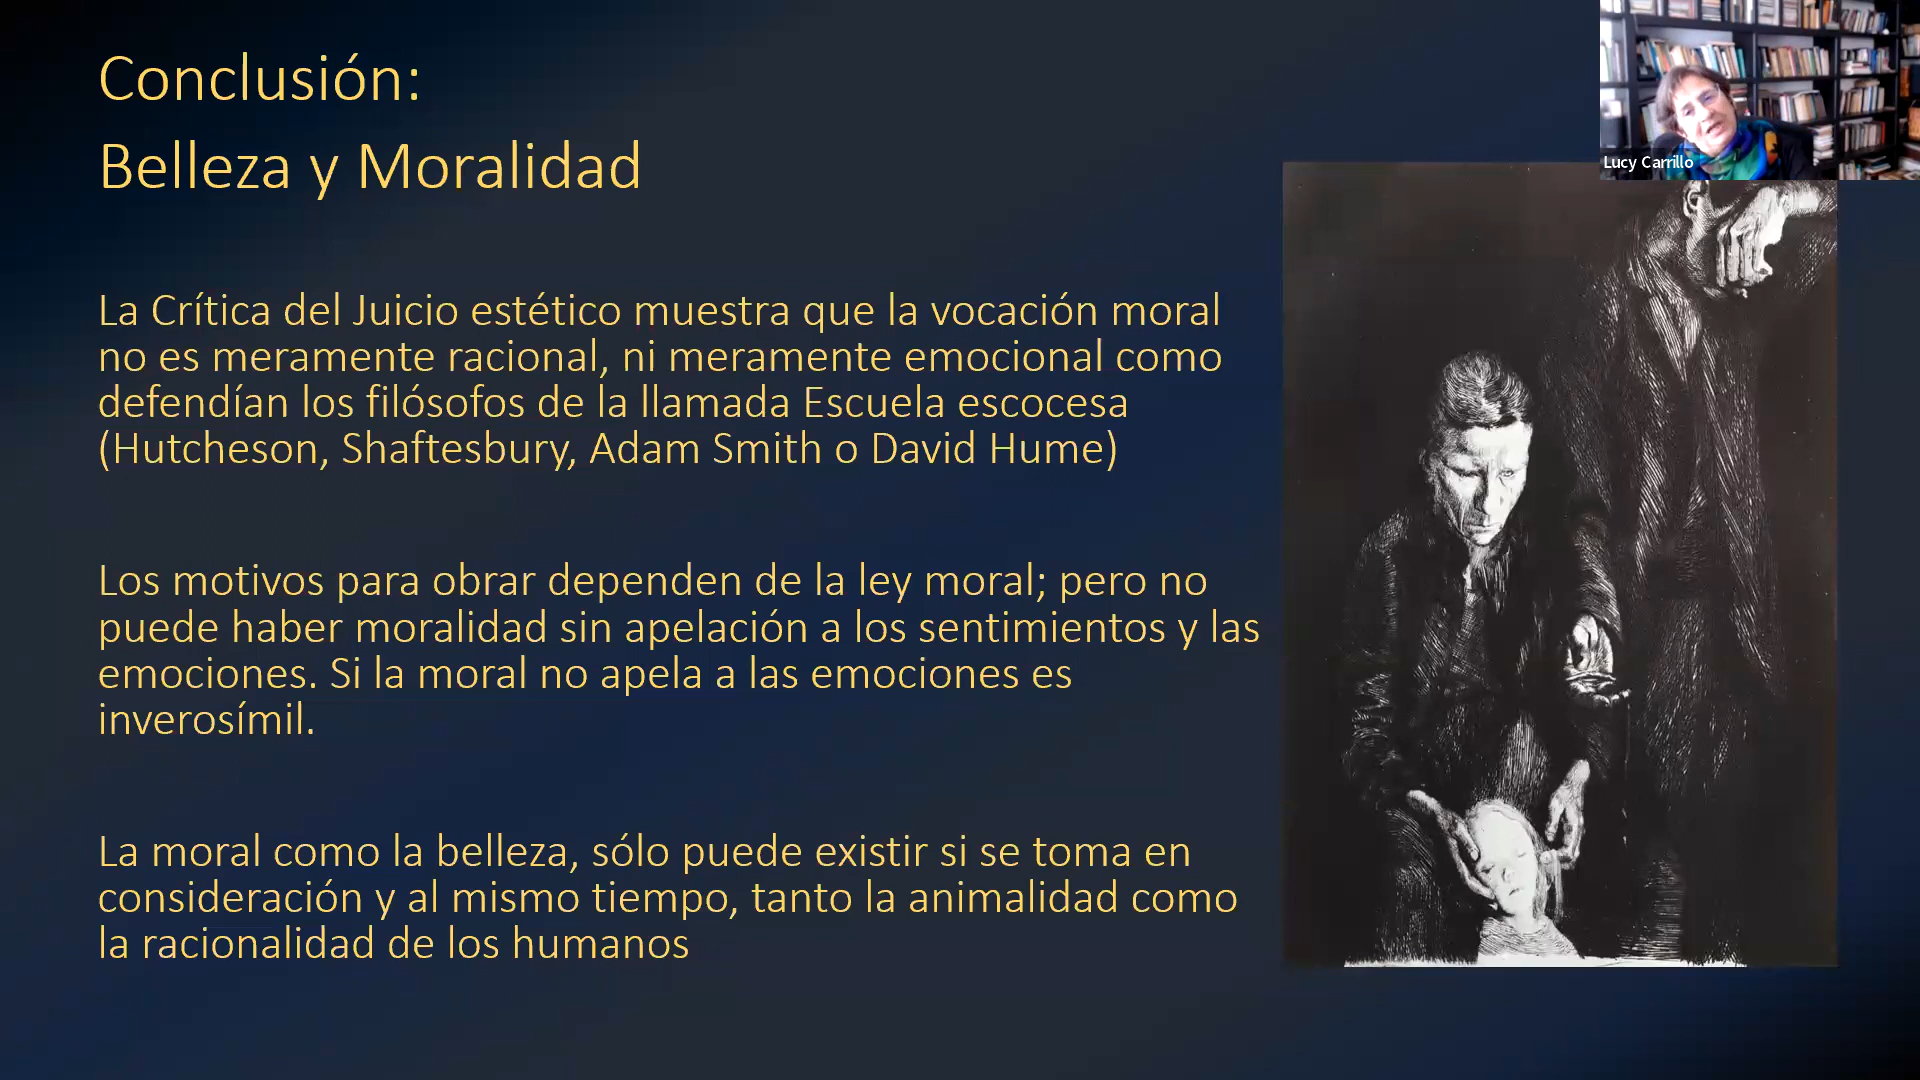 Conclusión:
Belleza y Moralidad
Lucy Carrillo
La Crítica del Juicio estético muestra que la vocación moral
no es meramente racional, ni meramente emocional como
defendían los filósofos de la llamada Escuela escocesa
(Hutcheson, Shaftesbury, Adam Smith o David Hume)
Los motivos para obrar dependen de la ley moral; pero no
puede haber moralidad sin apelación a los sentimientos y las
emociones. Si la moral no apela a las emociones es
inverosímil.
La moral como la belleza, sólo puede existir si se toma en
consideración y al mismo tiempo, tanto la animalidad como
la racionalidad de los humanos